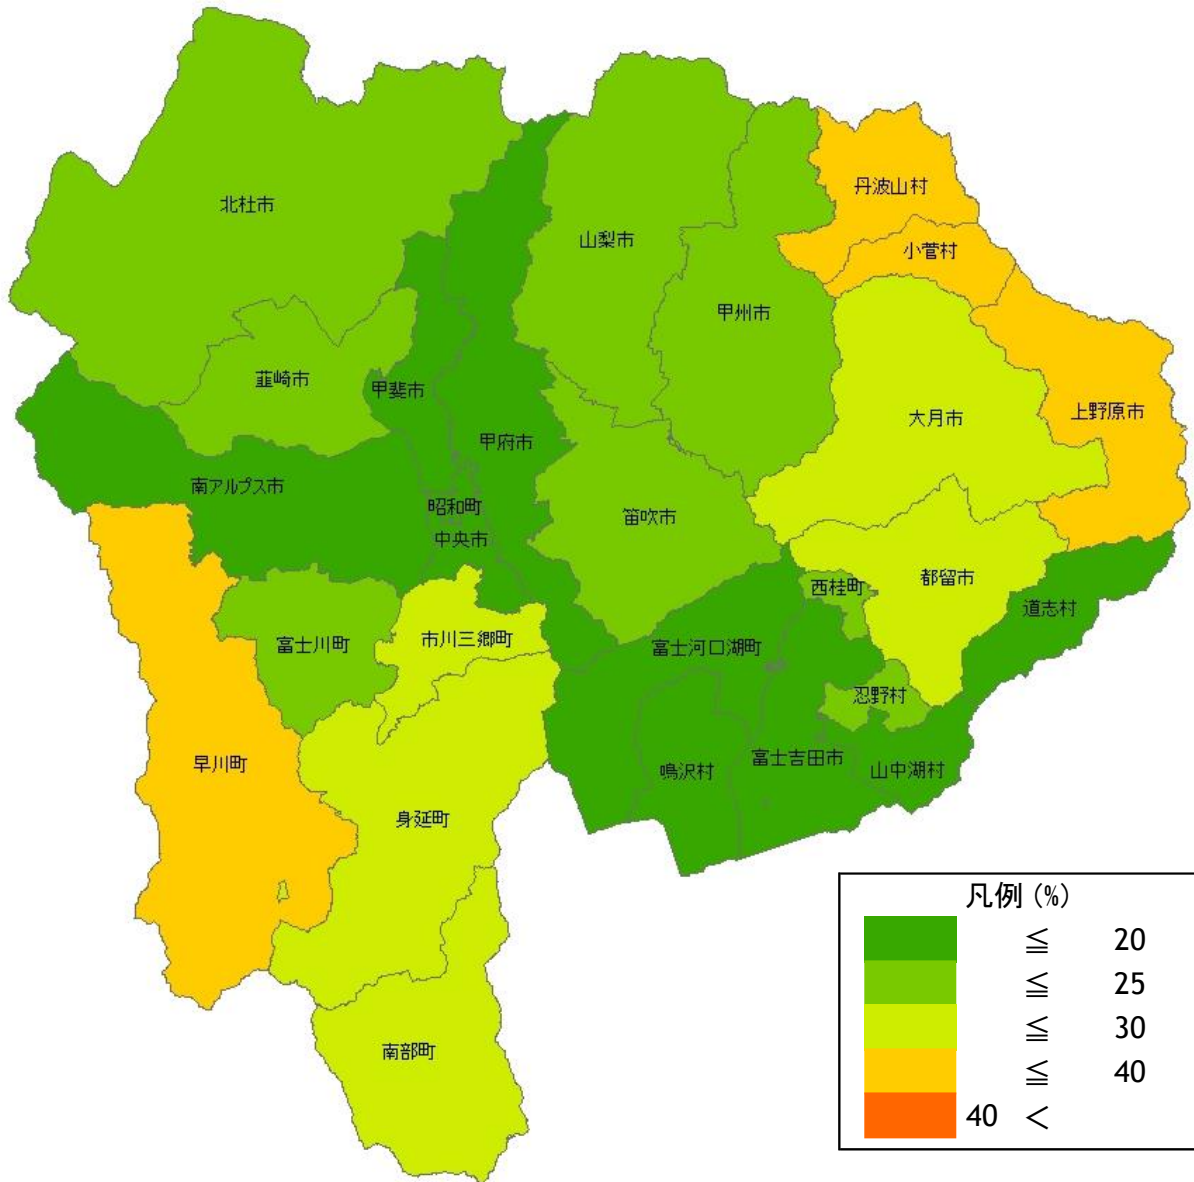 丹波山村
北杜市
山梨市
小菅村
甲州市
韮崎市
甲斐市
上野原市
大月市
甲府市
南アルプス市
昭和町
笛吹市
中央市
都留市
西桂町
道志村
市川三郷町
富士川町
富士河口湖町
忍野村
早川町
鳴沢村
富士吉田市
山中湖村
身延町
南部町
凡例 (%)
≦ 20
≦ 25
≦ 30
≦ 40
40 <